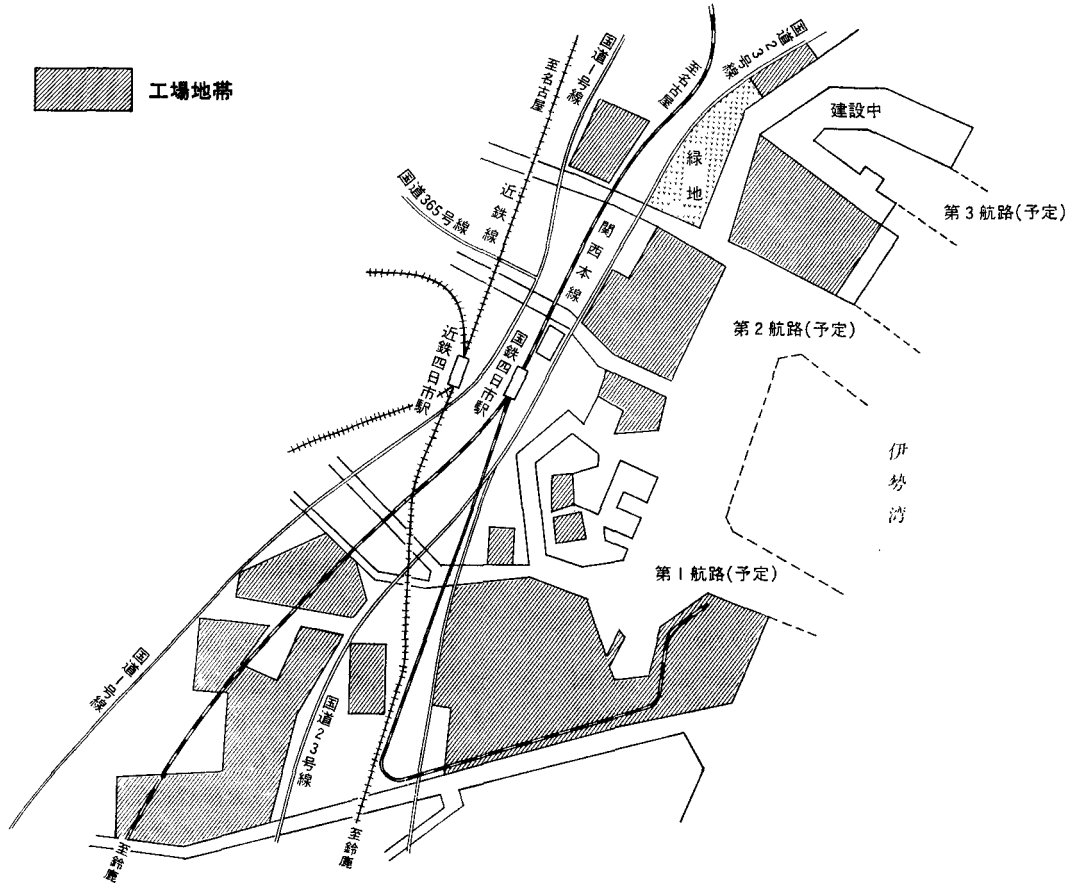 工場地帯
至名古屋
国道1号線
至名古屋
国道23号線
建設中
緑地
第3航路(予定)
近鉄線
国道365号線
関西本線
第2航路(予定)
近鉄四日市駅
国鉄四日市駅
伊勢湾
第1航路(予定)
国道1号線
国道23号線
至鈴鹿
至鈴鹿